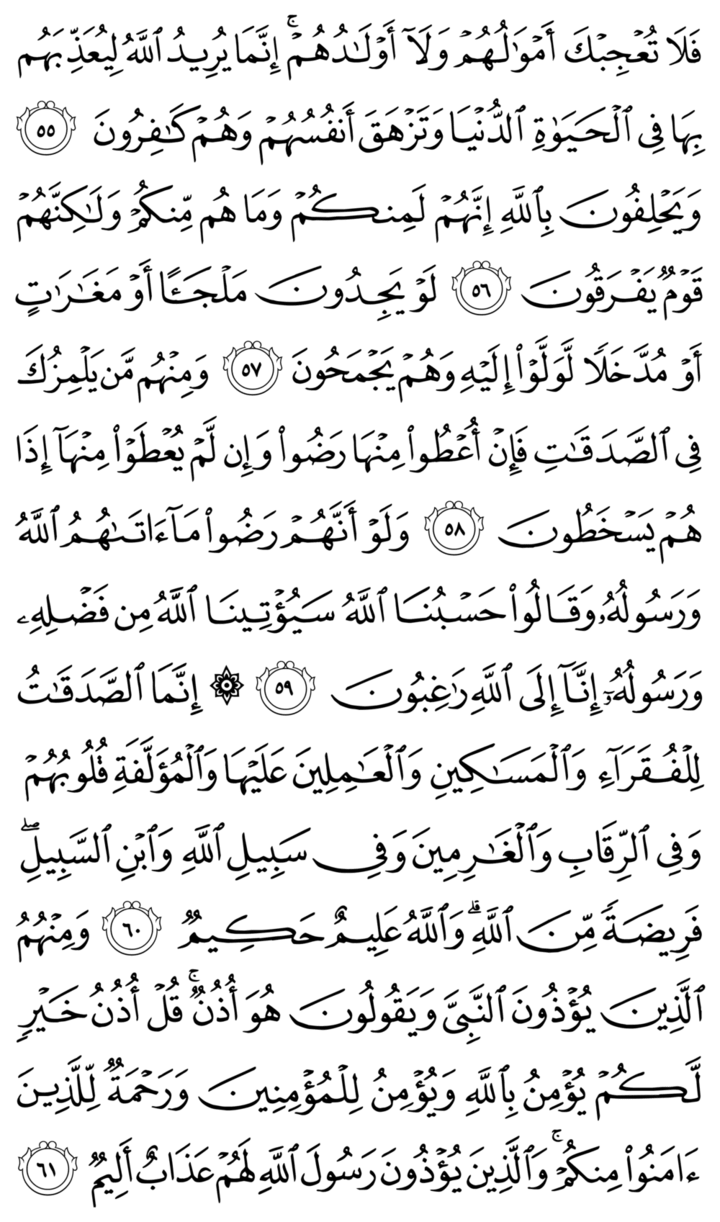 فَلَا تُعۡجِبۡكَ أَمۡوَٰلُهُمۡ وَلَآ أَوۡلَٰدُهُمۡۚ إِنَّمَا يُرِيدُ ٱللَّهُ لِيُعَذِّبَهُم
بِهَا فِي ٱلۡحَيَوٰةِ ٱلدُّنۡيَا وَتَزۡهَقَ أَنفُسُهُمۡ وَهُمۡ كَٰفِرُونَ ٥٥
وَيَحۡلِفُونَ بِٱللَّهِ إِنَّهُمۡ لَمِنكُمۡ وَمَا هُم مِّنكُمۡ وَلَٰكِنَّهُمۡ
قَوۡمٞ يَفۡرَقُونَ ٥٦ لَوۡ يَجِدُونَ مَلۡجَـًٔا أَوۡ مَغَٰرَٰتٍ
أَوۡ مُدَّخَلٗا لَّوَلَّوۡاْ إِلَيۡهِ وَهُمۡ يَجۡمَحُونَ ٥٧ وَمِنۡهُم مَّن يَلۡمِزُكَ
فِي ٱلصَّدَقَٰتِ فَإِنۡ أُعۡطُواْ مِنۡهَا رَضُواْ وَإِن لَّمۡ يُعۡطَوۡاْ مِنۡهَآ إِذَا
هُمۡ يَسۡخَطُونَ ٥٨ وَلَوۡ أَنَّهُمۡ رَضُواْ مَآ ءَاتَىٰهُمُ ٱللَّهُ
وَرَسُولُهُۥ وَقَالُواْ حَسۡبُنَا ٱللَّهُ سَيُؤۡتِينَا ٱللَّهُ مِن فَضۡلِهِۦ
وَرَسُولُهُۥٓ إِنَّآ إِلَى ٱللَّهِ رَٰغِبُونَ ٥٩ ۞ إِنَّمَا ٱلصَّدَقَٰتُ
لِلۡفُقَرَآءِ وَٱلۡمَسَٰكِينِ وَٱلۡعَٰمِلِينَ عَلَيۡهَا وَٱلۡمُؤَلَّفَةِ قُلُوبُهُمۡ
وَفِي ٱلرِّقَابِ وَٱلۡغَٰرِمِينَ وَفِي سَبِيلِ ٱللَّهِ وَٱبۡنِ ٱلسَّبِيلِۖ
فَرِيضَةٗ مِّنَ ٱللَّهِۗ وَٱللَّهُ عَلِيمٌ حَكِيمٞ ٦٠ وَمِنۡهُمُ
ٱلَّذِينَ يُؤۡذُونَ ٱلنَّبِيَّ وَيَقُولُونَ هُوَ أُذُنٞۚ قُلۡ أُذُنُ خَيۡرٖ
لَّكُمۡ يُؤۡمِنُ بِٱللَّهِ وَيُؤۡمِنُ لِلۡمُؤۡمِنِينَ وَرَحۡمَةٞ لِّلَّذِينَ
ءَامَنُواْ مِنكُمۡۚ وَٱلَّذِينَ يُؤۡذُونَ رَسُولَ ٱللَّهِ لَهُمۡ عَذَابٌ أَلِيمٞ ٦١